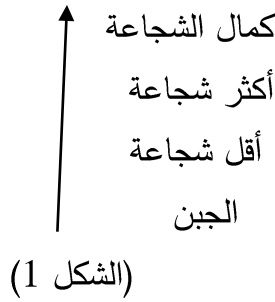 كمال الشجاعة
أكثر شجاعة
أقل شجاعة
الجبن
(الشكل 1)